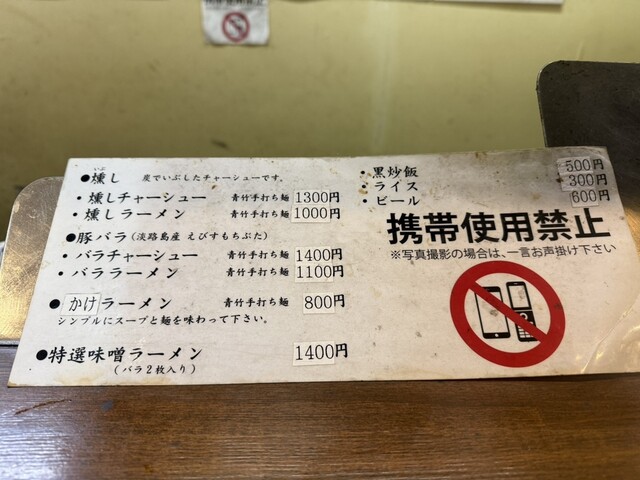 いぶ
●燻し 炭でいぶしたチャーシューです。
・燻しチャーシュー 青竹手打ち麺 1300円
・燻しラーメン 青竹手打ち麺 1000円
●豚バラ(淡路島産 えびすもちぶた)
・バラチャーシュー 青竹手打ち麺 1400円
・バララーメン 青竹手打ち麺 1100円
●かけラーメン 青竹手打ち麺 800円
シンプルにスープと麺を味わって下さい。
●特選味噌ラーメン 1400円
(バラ2枚入り)
・黒炒飯 500円
・ライス 300円
・ビール 600円
携帯使用禁止
※写真撮影の場合は、一言お声掛け下さい